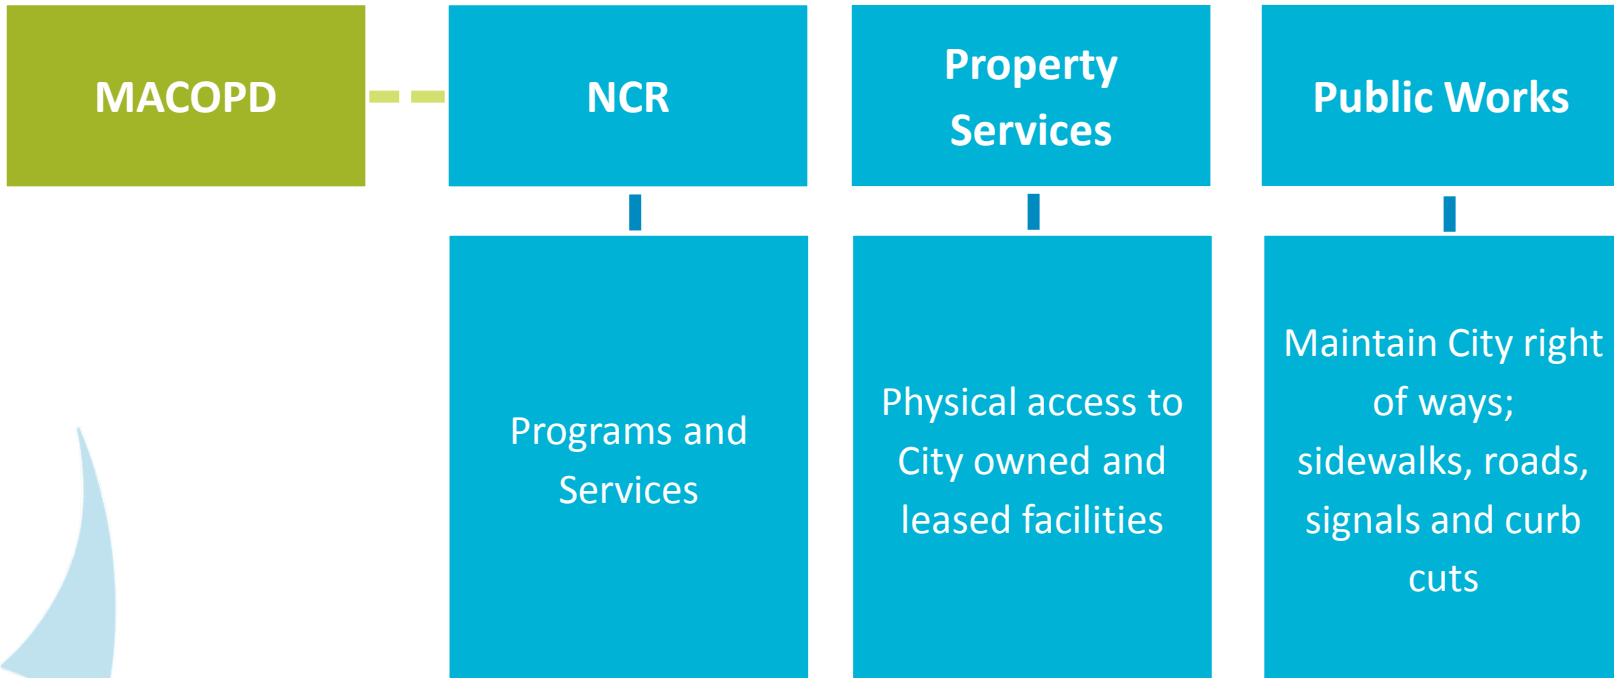 MACOPD
NCR
Property
Services
Public Works
Programs and
Services
Physical access to
City owned and
leased facilities
Maintain City right
of ways;
sidewalks, roads,
signals and curb
cuts